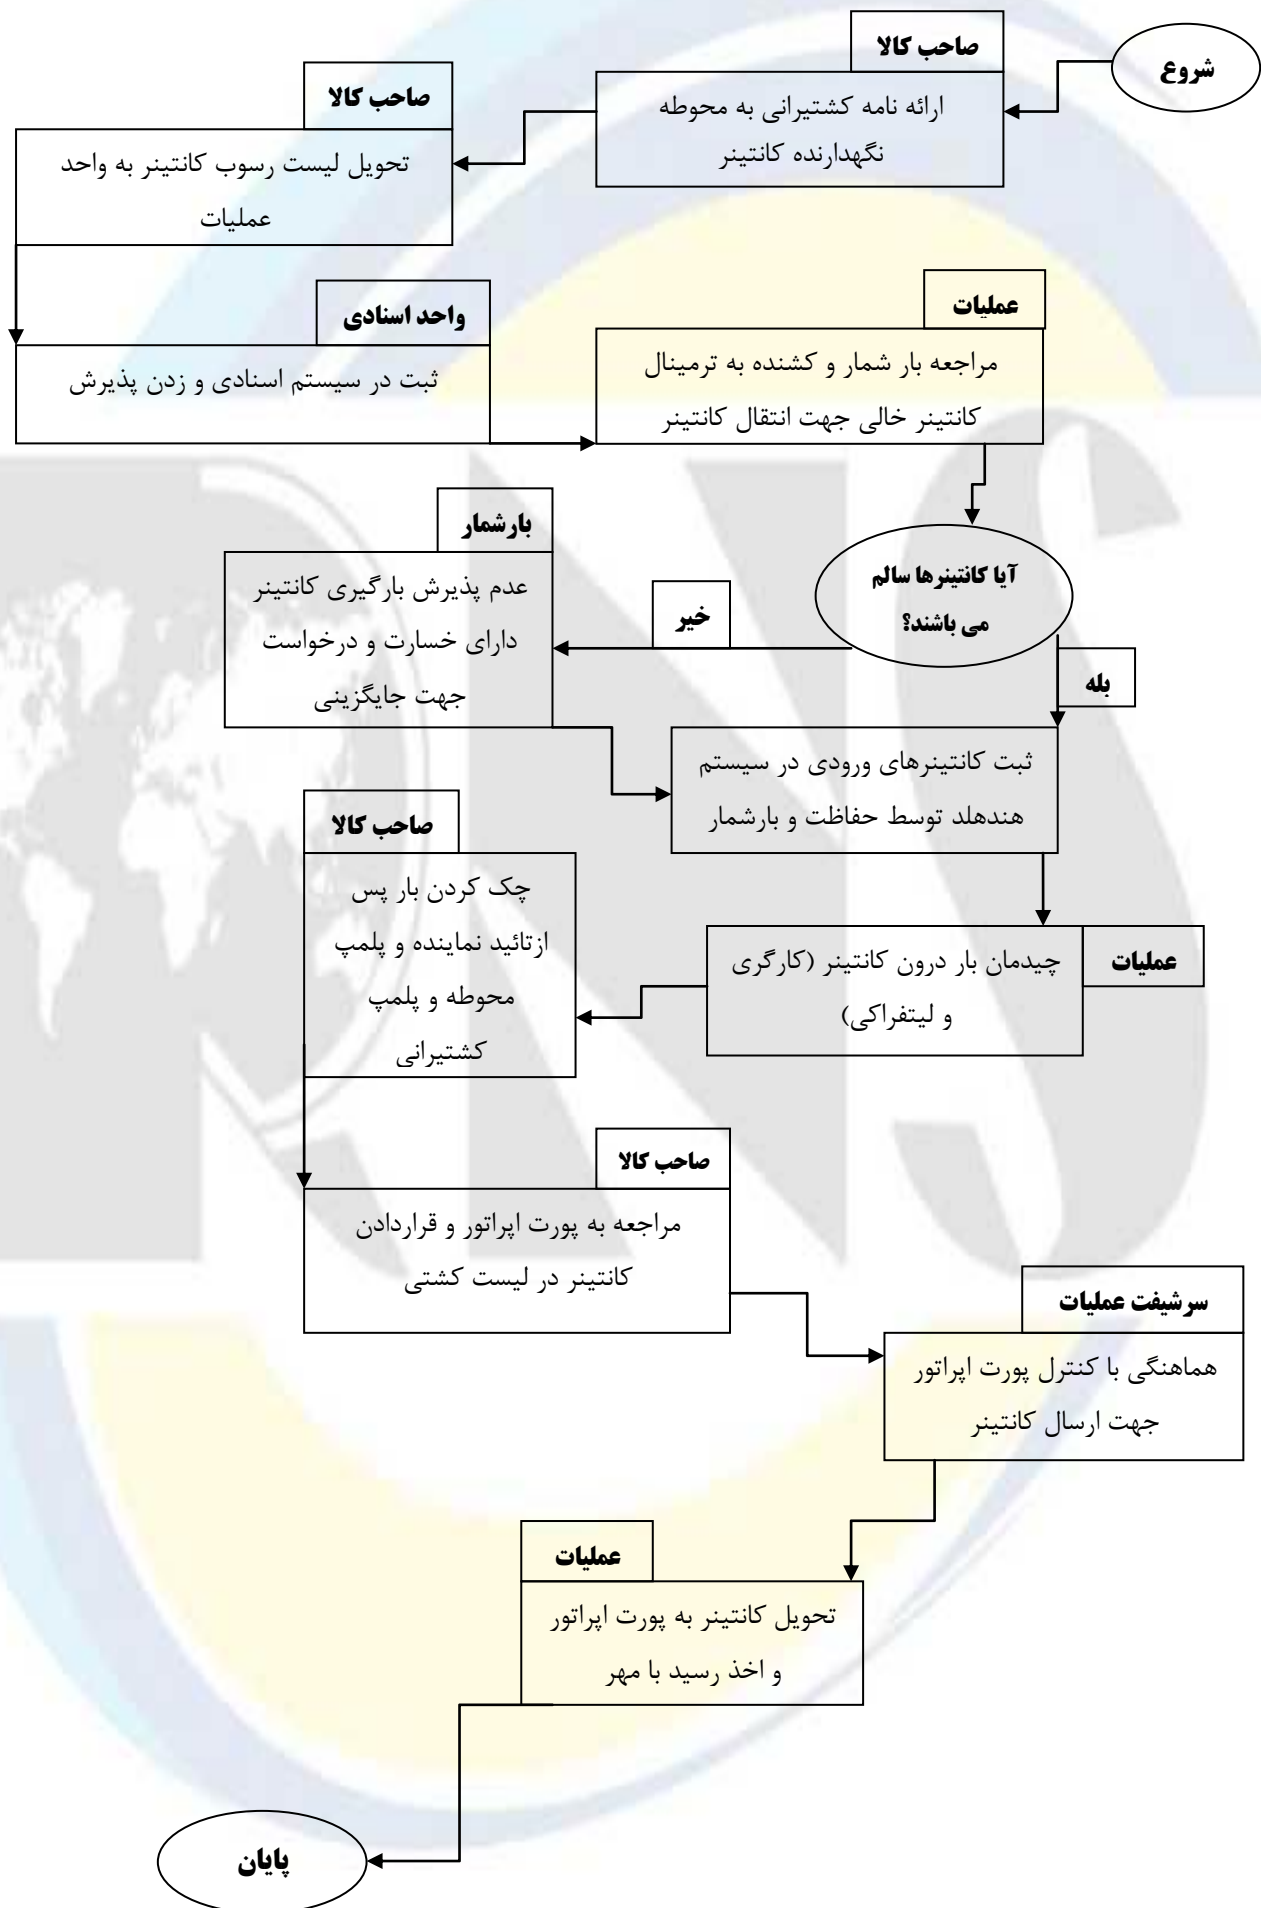 شروع
صاحب کالا
ارائه نامه کشتیرانی به محوطه
نگهدارنده کانتینر
صاحب کالا
تحویل لیست رسوب کانتینر به واحد
عملیات
واحد اسنادی
ثبت در سیستم اسنادی و زدن پذیرش
عملیات
مراجعه بار شمار و کشنده به ترمینال
کانتینر خالی جهت انتقال کانتینر
آیا کانتینرها سالم
می باشند؟
خیر
بله
بارشمار
عدم پذیرش بارگیری کانتینر
دارای خسارت و درخواست
جهت جایگزینی
ثبت کانتینرهای ورودی در سیستم
هندهلد توسط حفاظت و بارشمار
عملیات
چیدمان بار درون کانتینر (کارگری
و لیتفراکی)
صاحب کالا
چک کردن بار پس
ازتائید نماینده و پلمپ
محوطه و پلمپ
کشتیرانی
صاحب کالا
مراجعه به پورت اپراتور و قراردادن
کانتینر در لیست کشتی
سرشیفت عملیات
هماهنگی با کنترل پورت اپراتور
جهت ارسال کانتینر
عملیات
تحویل کانتینر به پورت اپراتور
و اخذ رسید با مهر
پایان